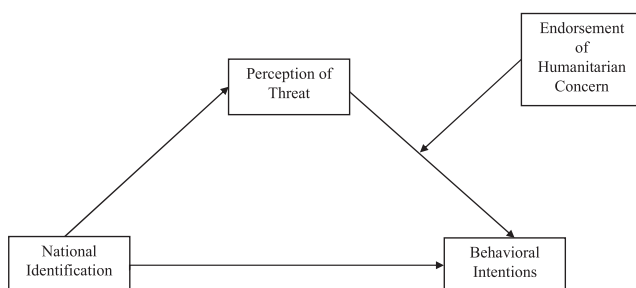 Endorsement
of
Humanitarian
Concern
Perception of
Threat
National
Identification
Behavioral
Intentions